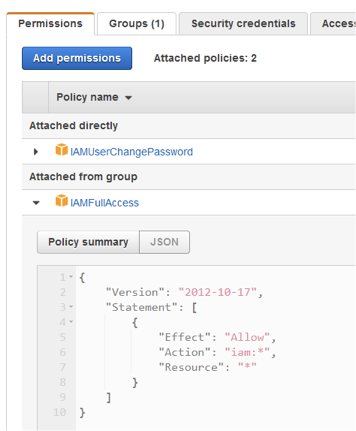 Permissions Groups (1) Security credentials Access
Add permissions Attached policies: 2
Policy name
Attached directly
IAMUserChangePassword
Attached from group
IAMFullAccess
Policy summary JSON
1 {
2 "Version": "2012-10-17",
3 "Statement": [
4 {
5 "Effect": "Allow",
6 "Action": "iam:*",
7 "Resource": "*"
8 }
9 ]
10 }